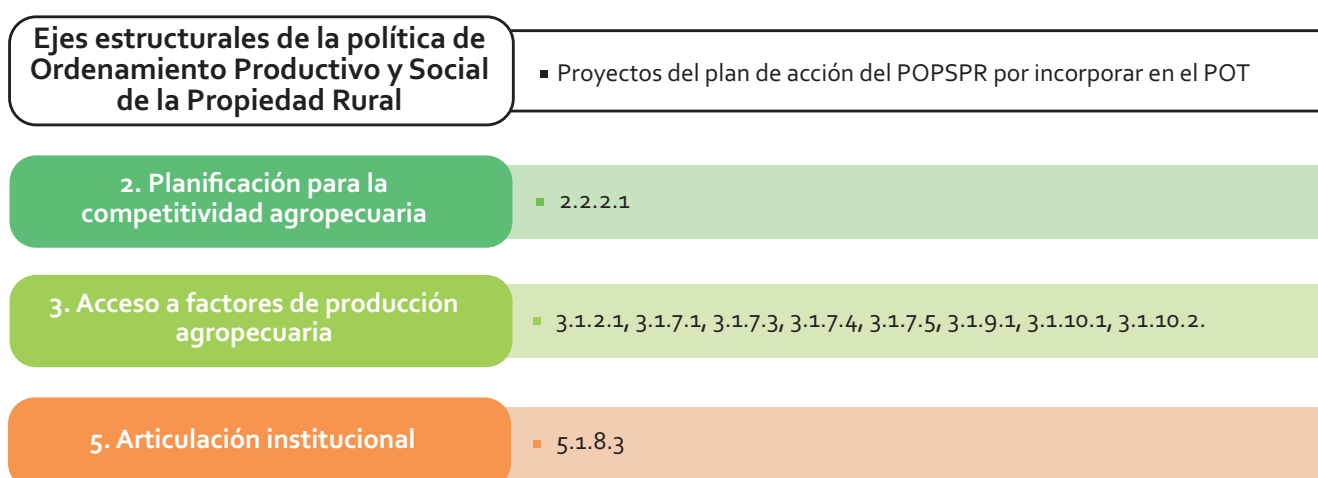 Ejes estructurales de la política de
Ordenamiento Productivo y Social
de la Propiedad Rural
▪ Proyectos del plan de acción del POPSPR por incorporar en el POT
2. Planificación para la
competitividad agropecuaria
▪ 2.2.2.1
3. Acceso a factores de producción
agropecuaria
▪ 3.1.2.1, 3.1.7.1, 3.1.7.3, 3.1.7.4, 3.1.7.5, 3.1.9.1, 3.1.10.1, 3.1.10.2.
5. Articulación institucional
▪ 5.1.8.3